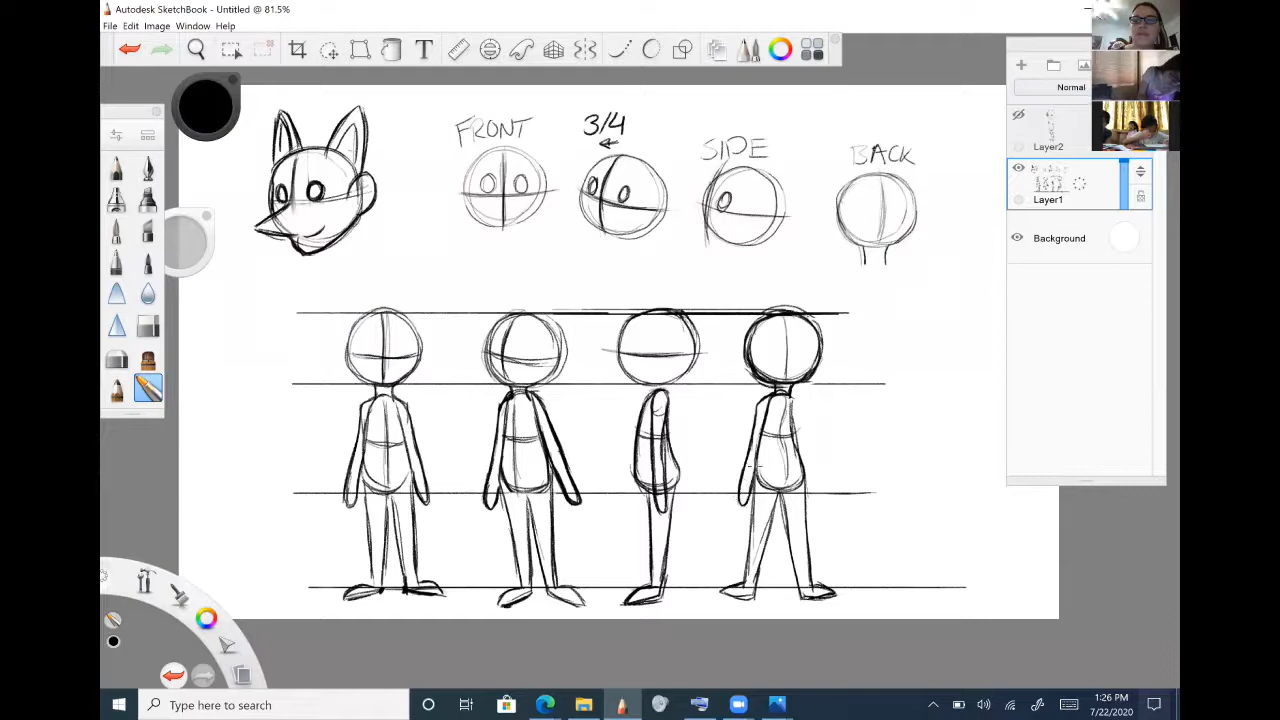 Autodesk SketchBook - Untitled @ 81.5%
File Edit Image Window Help
T
Normal
Layer2
Layer1
Background
FRONT
3/4
SIDE
BACK
Type here to search
1:26 PM
7/22/2020